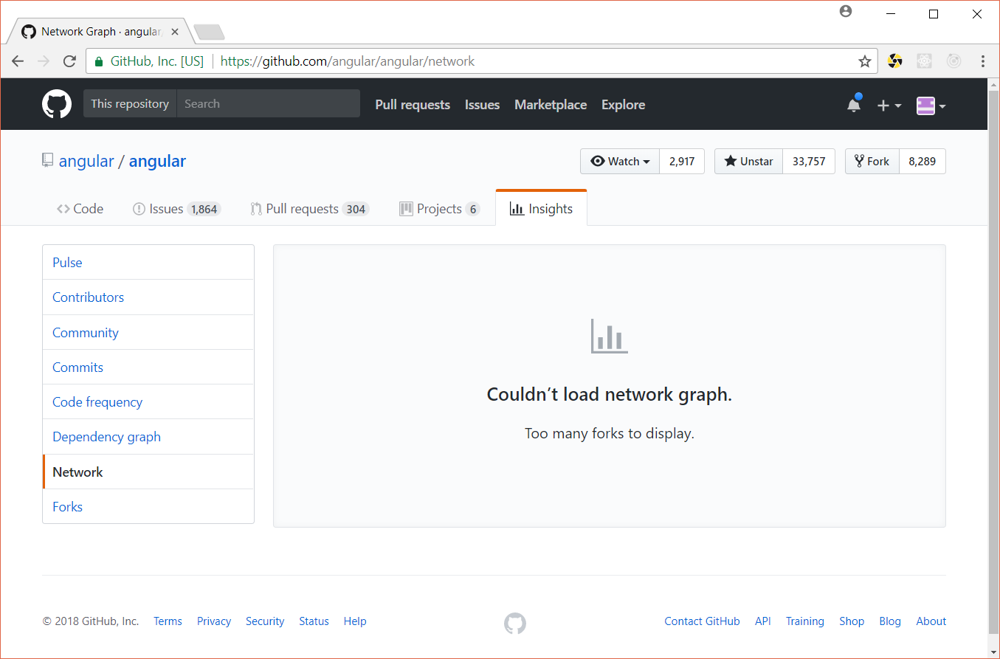 Network Graph · angular
GitHub, Inc. [US] https://github.com/angular/angular/network
This repository Search Pull requests Issues Marketplace Explore
angular / angular Watch 2,917 Unstar 33,757 Fork 8,289
Code Issues 1,864 Pull requests 304 Projects 6 Insights
Pulse
Contributors
Community
Commits
Code frequency
Dependency graph
Network
Forks
Couldn’t load network graph.
Too many forks to display.
© 2018 GitHub, Inc. Terms Privacy Security Status Help Contact GitHub API Training Shop Blog About